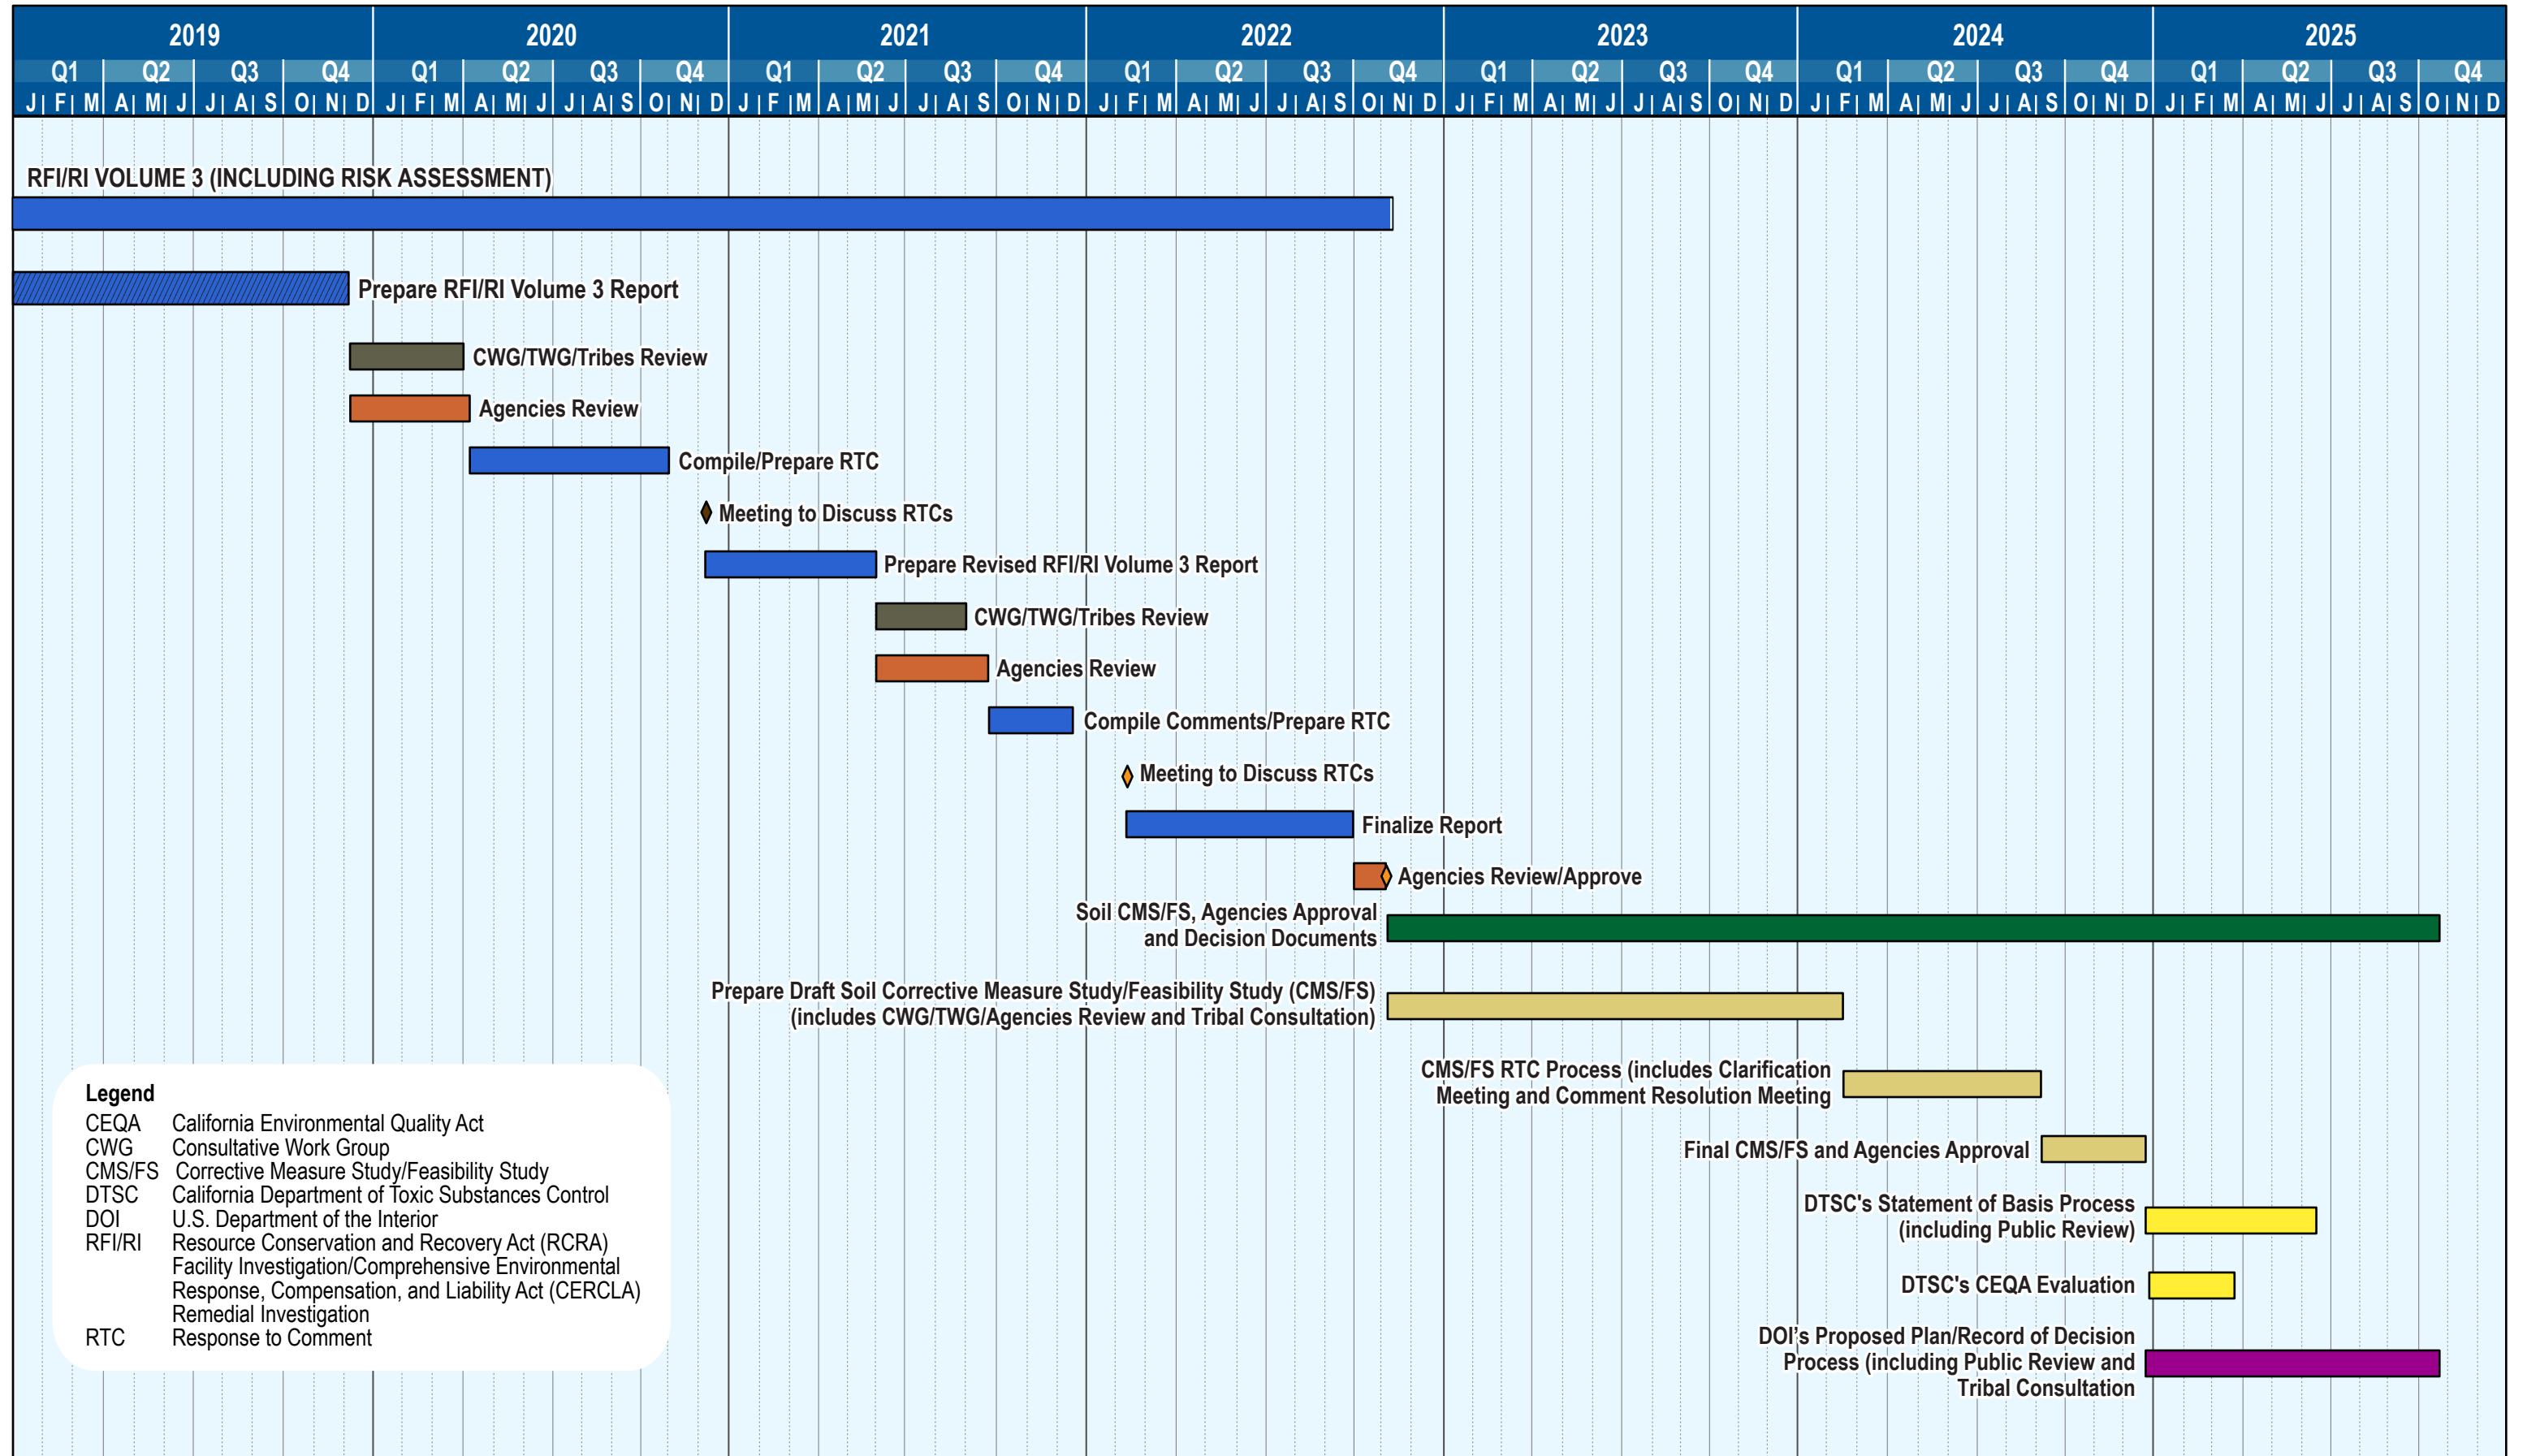 2019 2020 2021 2022 2023 2024 2025
Q1 Q2 Q3 Q4 Q1 Q2 Q3 Q4 Q1 Q2 Q3 Q4 Q1 Q2 Q3 Q4 Q1 Q2 Q3 Q4 Q1 Q2 Q3 Q4 Q1 Q2 Q3 Q4
J F M A M J J A S O N D J F M A M J J A S O N D J F M A M J J A S O N D J F M A M J J A S O N D J F M A M J J A S O N D J F M A M J J A S O N D J F M A M J J A S O N D
RFI/RI VOLUME 3 (INCLUDING RISK ASSESSMENT)
Prepare RFI/RI Volume 3 Report
CWG/TWG/Tribes Review
Agencies Review
Compile/Prepare RTC
Meeting to Discuss RTCs
Prepare Revised RFI/RI Volume 3 Report
CWG/TWG/Tribes Review
Agencies Review
Compile Comments/Prepare RTC
Meeting to Discuss RTCs
Finalize Report
Agencies Review/Approve
Soil CMS/FS, Agencies Approval
and Decision Documents
Prepare Draft Soil Corrective Measure Study/Feasibility Study (CMS/FS)
(includes CWG/TWG/Agencies Review and Tribal Consultation)
CMS/FS RTC Process (includes Clarification
Meeting and Comment Resolution Meeting
Final CMS/FS and Agencies Approval
DTSC's Statement of Basis Process
(including Public Review)
DTSC's CEQA Evaluation
DOI’s Proposed Plan/Record of Decision
Process (including Public Review and
Tribal Consultation
Legend
CEQA California Environmental Quality Act
CWG Consultative Work Group
CMS/FS Corrective Measure Study/Feasibility Study
DTSC California Department of Toxic Substances Control
DOI U.S. Department of the Interior
RFI/RI Resource Conservation and Recovery Act (RCRA)
Facility Investigation/Comprehensive Environmental
Response, Compensation, and Liability Act (CERCLA)
Remedial Investigation
RTC Response to Comment